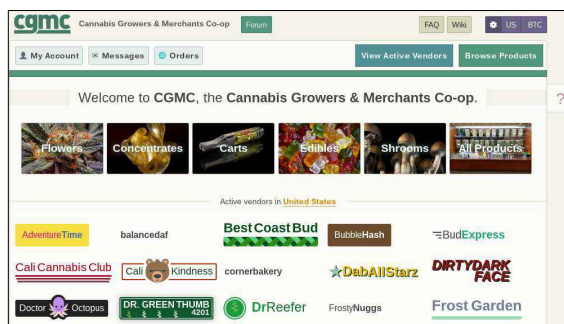 cgmc Cannabis Growers & Merchants Co-op Forum FAQ Wiki US BTC
My Account Messages Orders View Active Vendors Browse Products
Welcome to CGMC, the Cannabis Growers & Merchants Co-op. ?
Flowers Concentrates Carts Edibles Shrooms All Products
Active vendors in United States
AdventureTime balancedaf Best Coast Bud BubbleHash BudExpress
Cali Cannabis Club Cali Kindness cornerbakery DabAllStarz DIRTYDARK FACE
Doctor Octopus DR. GREEN THUMB 4201 DrReefer FrostyNuggs Frost Garden